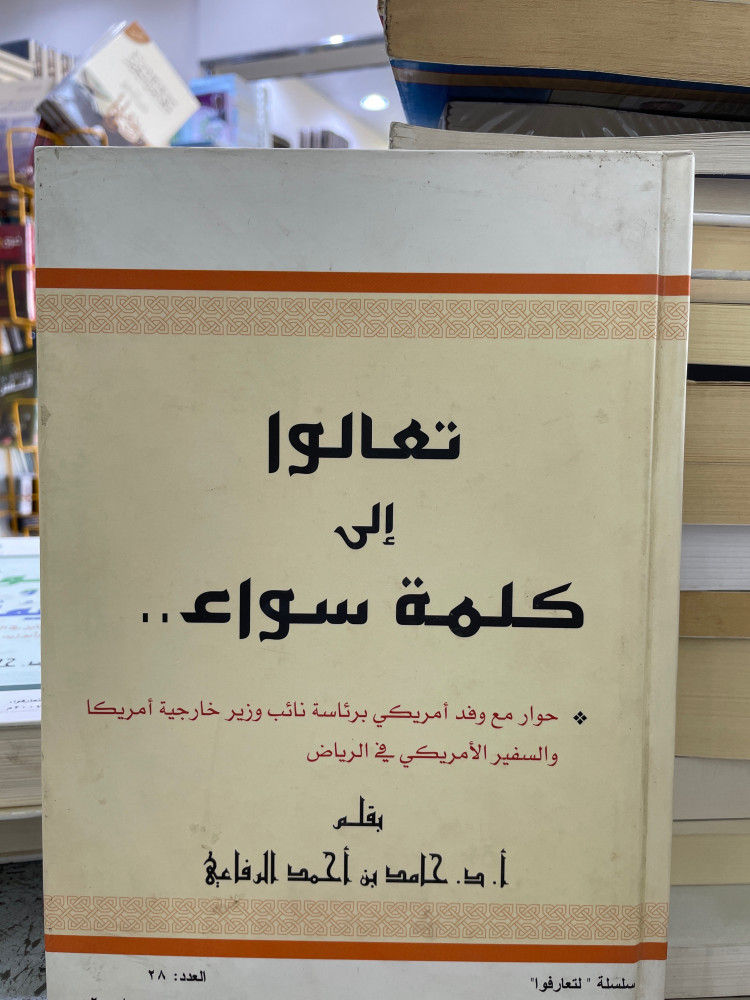 تعالوا
إلى
كلمة سواء..
❖ حوار مع وفد أمريكي برئاسة نائب وزير خارجية أمريكا
والسفير الأمريكي في الرياض
بقلم
أ. د. حامد بن أحمد الرفاعي
سلسلة "لتعارفوا" العدد: ٢٨